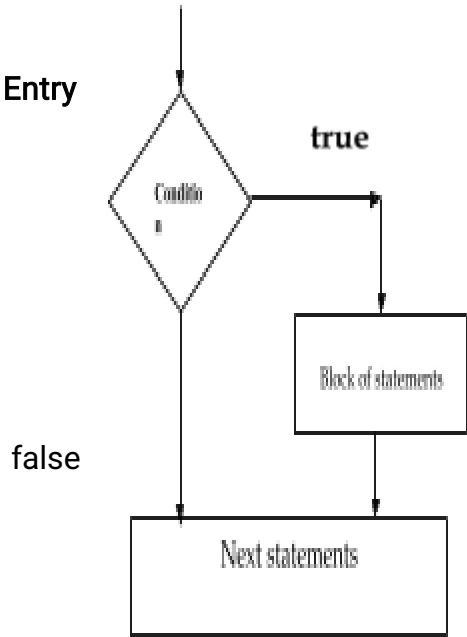 Entry
true
Conditio
n
Block of statements
false
Next statements